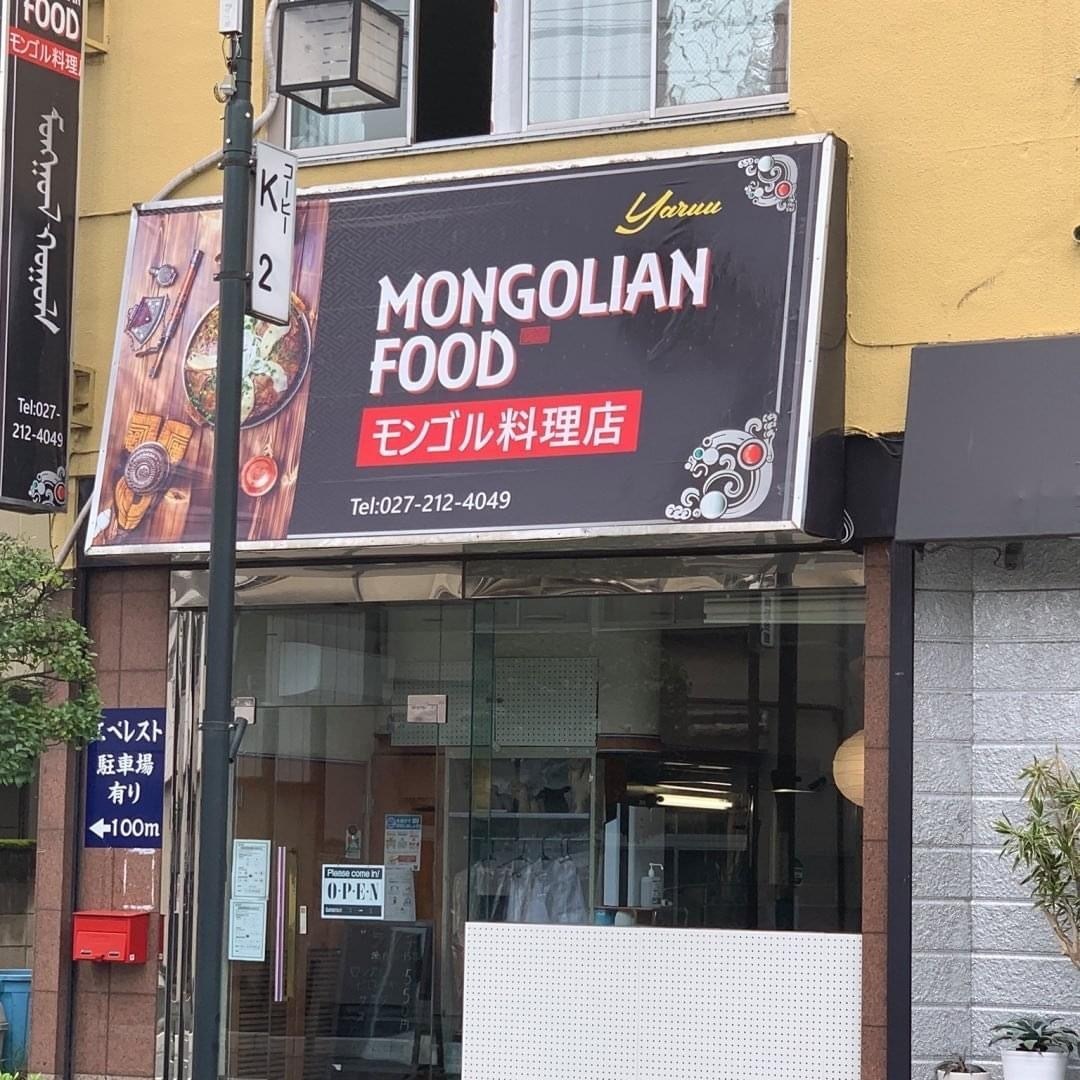 FOOD
モンゴル料理
Tel:027-
212-4049
コーヒー
K
2
Yaruu
MONGOLIAN
FOOD
モンゴル料理店
Tel:027-212-4049
エベレスト
駐車場
有り
←100m
Please come in!
O·P·E·N